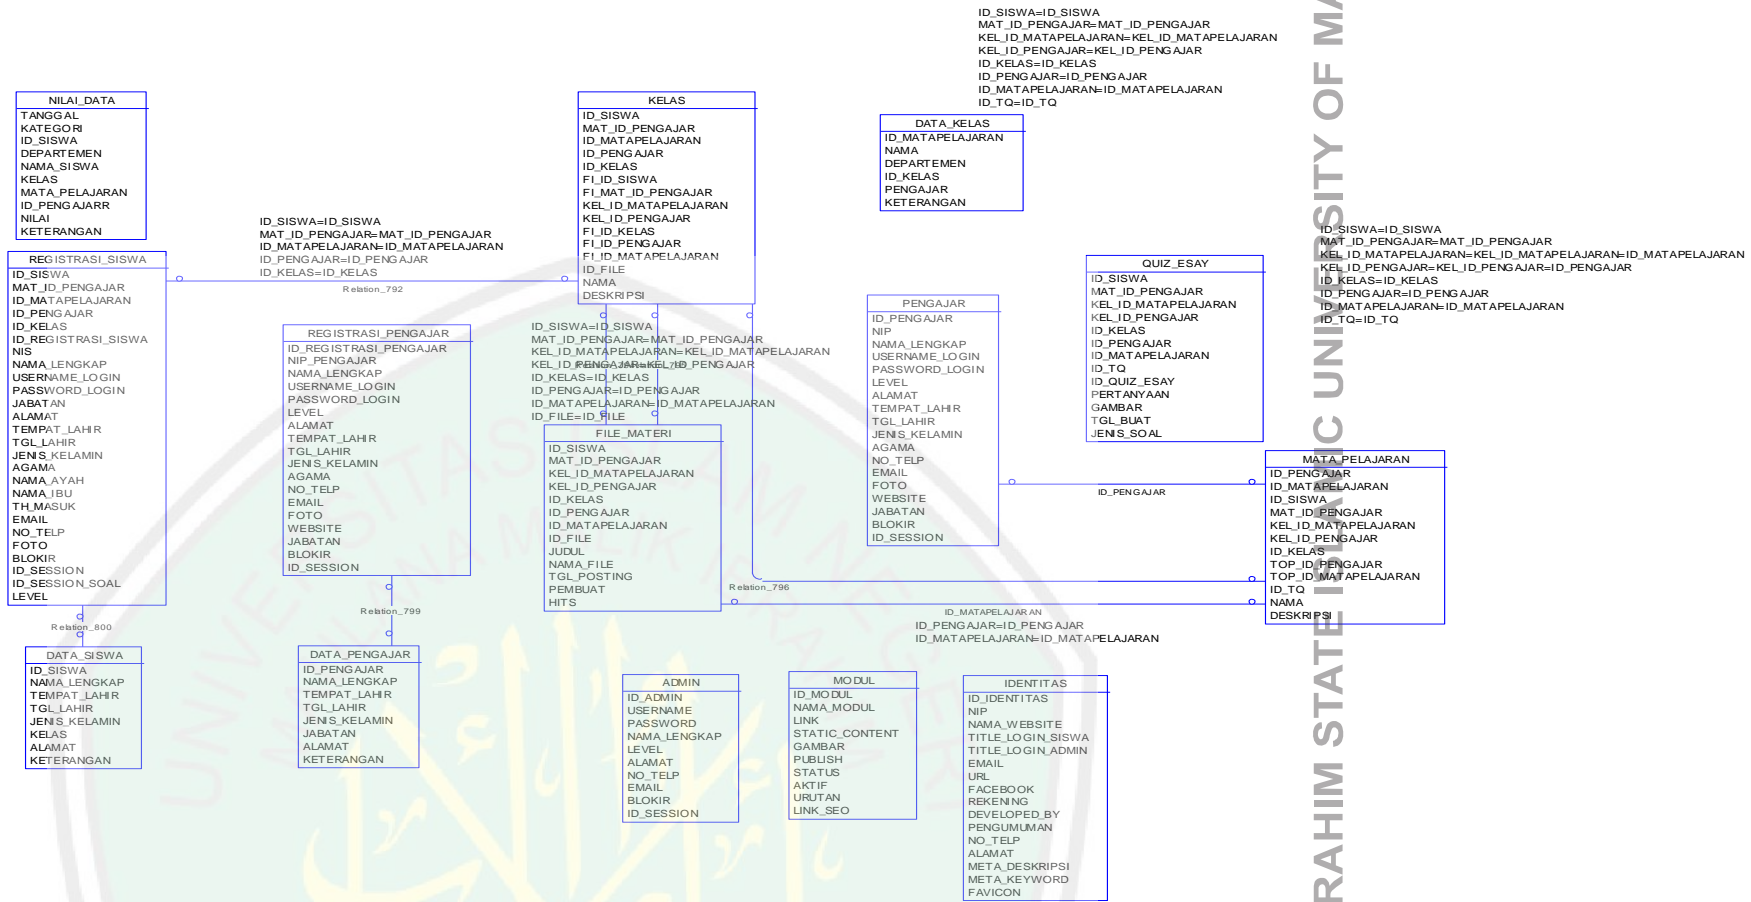 ID_SISWA=ID_SISWA
MAT_ID_PENGAJAR=MAT_ID_PENGAJAR
KEL_ID_MATAPELAJARAN=KEL_ID_MATAPELAJARAN
KEL_ID_PENGAJAR=KEL_ID_PENGAJAR
ID_KELAS=ID_KELAS
ID_PENGAJAR=ID_PENGAJAR
ID_MATAPELAJARAN=ID_MATAPELAJARAN
ID_TQ=ID_TQ
NILAI_DATA
TANGGAL
KATEGORI
ID_SISWA
DEPARTEMEN
NAMA_SISWA
KELAS
MATA_PELAJARAN
ID_PENGAJARR
NILAI
KETERANGAN
KELAS
ID_SISWA
MAT_ID_PENGAJAR
ID_MATAPELAJARAN
ID_PENGAJAR
ID_KELAS
FI_ID_SISWA
FI_MAT_ID_PENGAJAR
KEL_ID_MATAPELAJARAN
KEL_ID_PENGAJAR
FI_ID_KELAS
FI_ID_PENGAJAR
FI_ID_MATAPELAJARAN
ID_FILE
NAMA
DESKRIPSI
DATA_KELAS
ID_MATAPELAJARAN
NAMA
DEPARTEMEN
ID_KELAS
PENGAJAR
KETERANGAN
ID_SISWA=ID_SISWA
MAT_ID_PENGAJAR=MAT_ID_PENGAJAR
ID_MATAPELAJARAN=ID_MATAPELAJARAN
ID_PENGAJAR=ID_PENGAJAR
ID_KELAS=ID_KELAS
Relation_792
ID_SISWA=ID_SISWA
MAT_ID_PENGAJAR=MAT_ID_PENGAJAR
KEL_ID_MATAPELAJARAN=KEL_ID_MATAPELAJARAN=ID_MATAPELAJARAN
KEL_ID_PENGAJAR=KEL_ID_PENGAJAR=ID_PENGAJAR
ID_KELAS=ID_KELAS
ID_PENGAJAR=ID_PENGAJAR
ID_MATAPELAJARAN=ID_MATAPELAJARAN
ID_TQ=ID_TQ
REGISTRASI_SISWA
ID_SISWA
MAT_ID_PENGAJAR
ID_MATAPELAJARAN
ID_PENGAJAR
ID_KELAS
ID_REGISTRASI_SISWA
NIS
NAMA_LENGKAP
USERNAME_LOGIN
PASSWORD_LOGIN
JABATAN
ALAMAT
TEMPAT_LAHIR
TGL_LAHIR
JENIS_KELAMIN
AGAMA
NAMA_AYAH
NAMA_IBU
TH_MASUK
EMAIL
NO_TELP
FOTO
BLOKIR
ID_SESSION
ID_SESSION_SOAL
LEVEL
REGISTRASI_PENGAJAR
ID_REGISTRASI_PENGAJAR
NIP_PENGAJAR
NAMA_LENGKAP
USERNAME_LOGIN
PASSWORD_LOGIN
LEVEL
ALAMAT
TEMPAT_LAHIR
TGL_LAHIR
JENIS_KELAMIN
AGAMA
NO_TELP
EMAIL
FOTO
WEBSITE
JABATAN
BLOKIR
ID_SESSION
ID_SISWA=ID_SISWA
MAT_ID_PENGAJAR=MAT_ID_PENGAJAR
KEL_ID_MATAPELAJARAN=KEL_ID_MATAPELAJARAN
KEL_ID_PENGAJAR=KEL_ID_PENGAJAR
ID_KELAS=ID_KELAS
ID_PENGAJAR=ID_PENGAJAR
ID_MATAPELAJARAN=ID_MATAPELAJARAN
ID_FILE=ID_FILE
FILE_MATERI
ID_SISWA
MAT_ID_PENGAJAR
KEL_ID_MATAPELAJARAN
KEL_ID_PENGAJAR
ID_KELAS
ID_PENGAJAR
ID_MATAPELAJARAN
ID_FILE
JUDUL
NAMA_FILE
TGL_POSTING
PEMBUAT
HITS
PENGAJAR
ID_PENGAJAR
NIP
NAMA_LENGKAP
USERNAME_LOGIN
PASSWORD_LOGIN
LEVEL
ALAMAT
TEMPAT_LAHIR
TGL_LAHIR
JENIS_KELAMIN
AGAMA
NO_TELP
EMAIL
FOTO
WEBSITE
JABATAN
BLOKIR
ID_SESSION
QUIZ_ESAY
ID_SISWA
MAT_ID_PENGAJAR
KEL_ID_MATAPELAJARAN
KEL_ID_PENGAJAR
ID_KELAS
ID_PENGAJAR
ID_MATAPELAJARAN
ID_TQ
ID_QUIZ_ESAY
PERTANYAAN
GAMBAR
TGL_BUAT
JENIS_SOAL
ID_PENGAJAR
MATA_PELAJARAN
ID_PENGAJAR
ID_MATAPELAJARAN
ID_SISWA
MAT_ID_PENGAJAR
KEL_ID_MATAPELAJARAN
KEL_ID_PENGAJAR
ID_KELAS
TOP_ID_PENGAJAR
TOP_ID_MATAPELAJARAN
ID_TQ
NAMA
DESKRIPSI
Relation_796
ID_MATAPELAJARAN
ID_PENGAJAR=ID_PENGAJAR
ID_MATAPELAJARAN=ID_MATAPELAJARAN
Relation_799
Relation_800
DATA_SISWA
ID_SISWA
NAMA_LENGKAP
TEMPAT_LAHIR
TGL_LAHIR
JENIS_KELAMIN
KELAS
ALAMAT
KETERANGAN
DATA_PENGAJAR
ID_PENGAJAR
NAMA_LENGKAP
TEMPAT_LAHIR
TGL_LAHIR
JENIS_KELAMIN
JABATAN
ALAMAT
KETERANGAN
ADMIN
ID_ADMIN
USERNAME
PASSWORD
NAMA_LENGKAP
LEVEL
ALAMAT
NO_TELP
EMAIL
BLOKIR
ID_SESSION
MODUL
ID_MODUL
NAMA_MODUL
LINK
STATIC_CONTENT
GAMBAR
PUBLISH
STATUS
AKTIF
URUTAN
LINK_SEO
IDENTITAS
ID_IDENTITAS
NIP
NAMA_WEBSITE
TITLE_LOGIN_SISWA
TITLE_LOGIN_ADMIN
EMAIL
URL
FACEBOOK
REKENING
DEVELOPED_BY
PENGUMUMAN
NO_TELP
ALAMAT
META_DESKRIPSI
META_KEYWORD
FAVICON
RAHIM STATE ISLAMIC UNIVERSITY OF MA